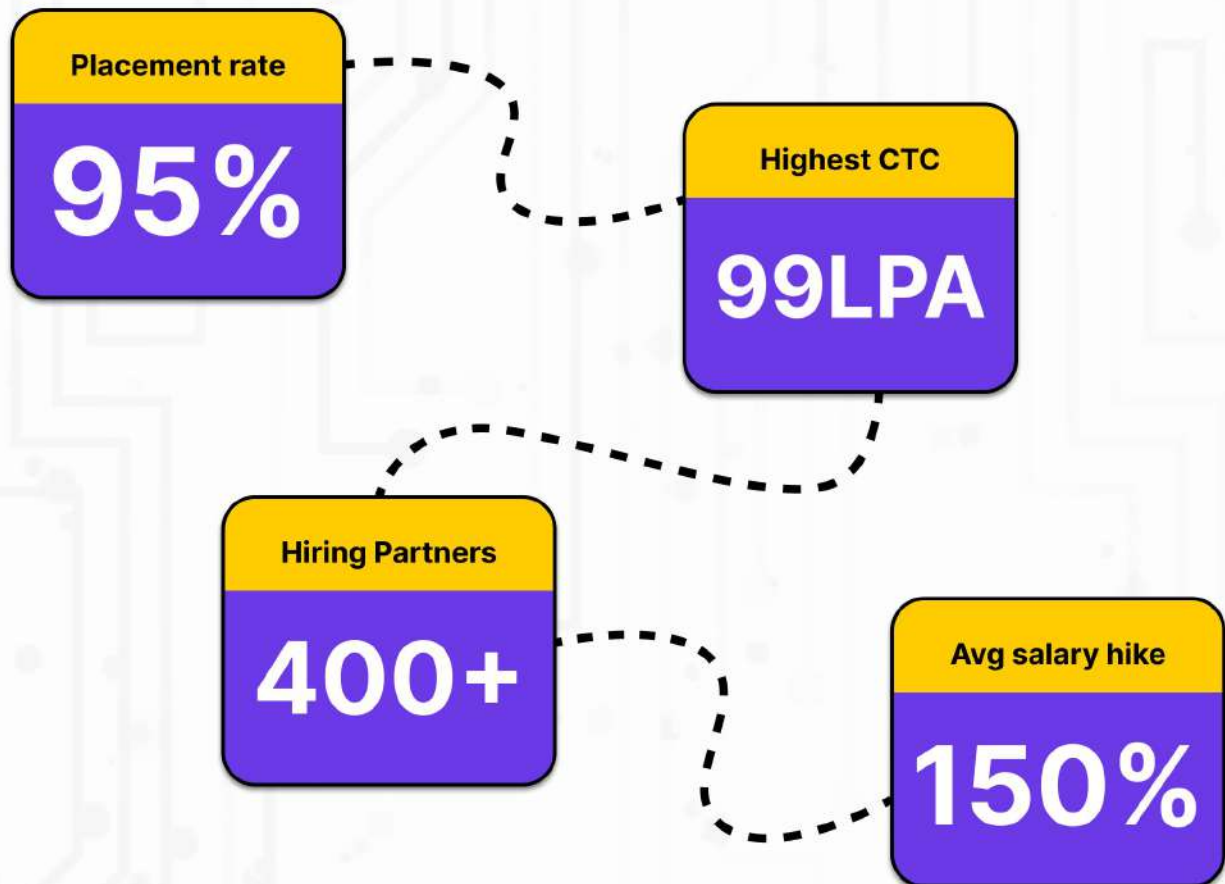 Placement rate
95%
Highest CTC
99LPA
Hiring Partners
400+
Avg salary hike
150%